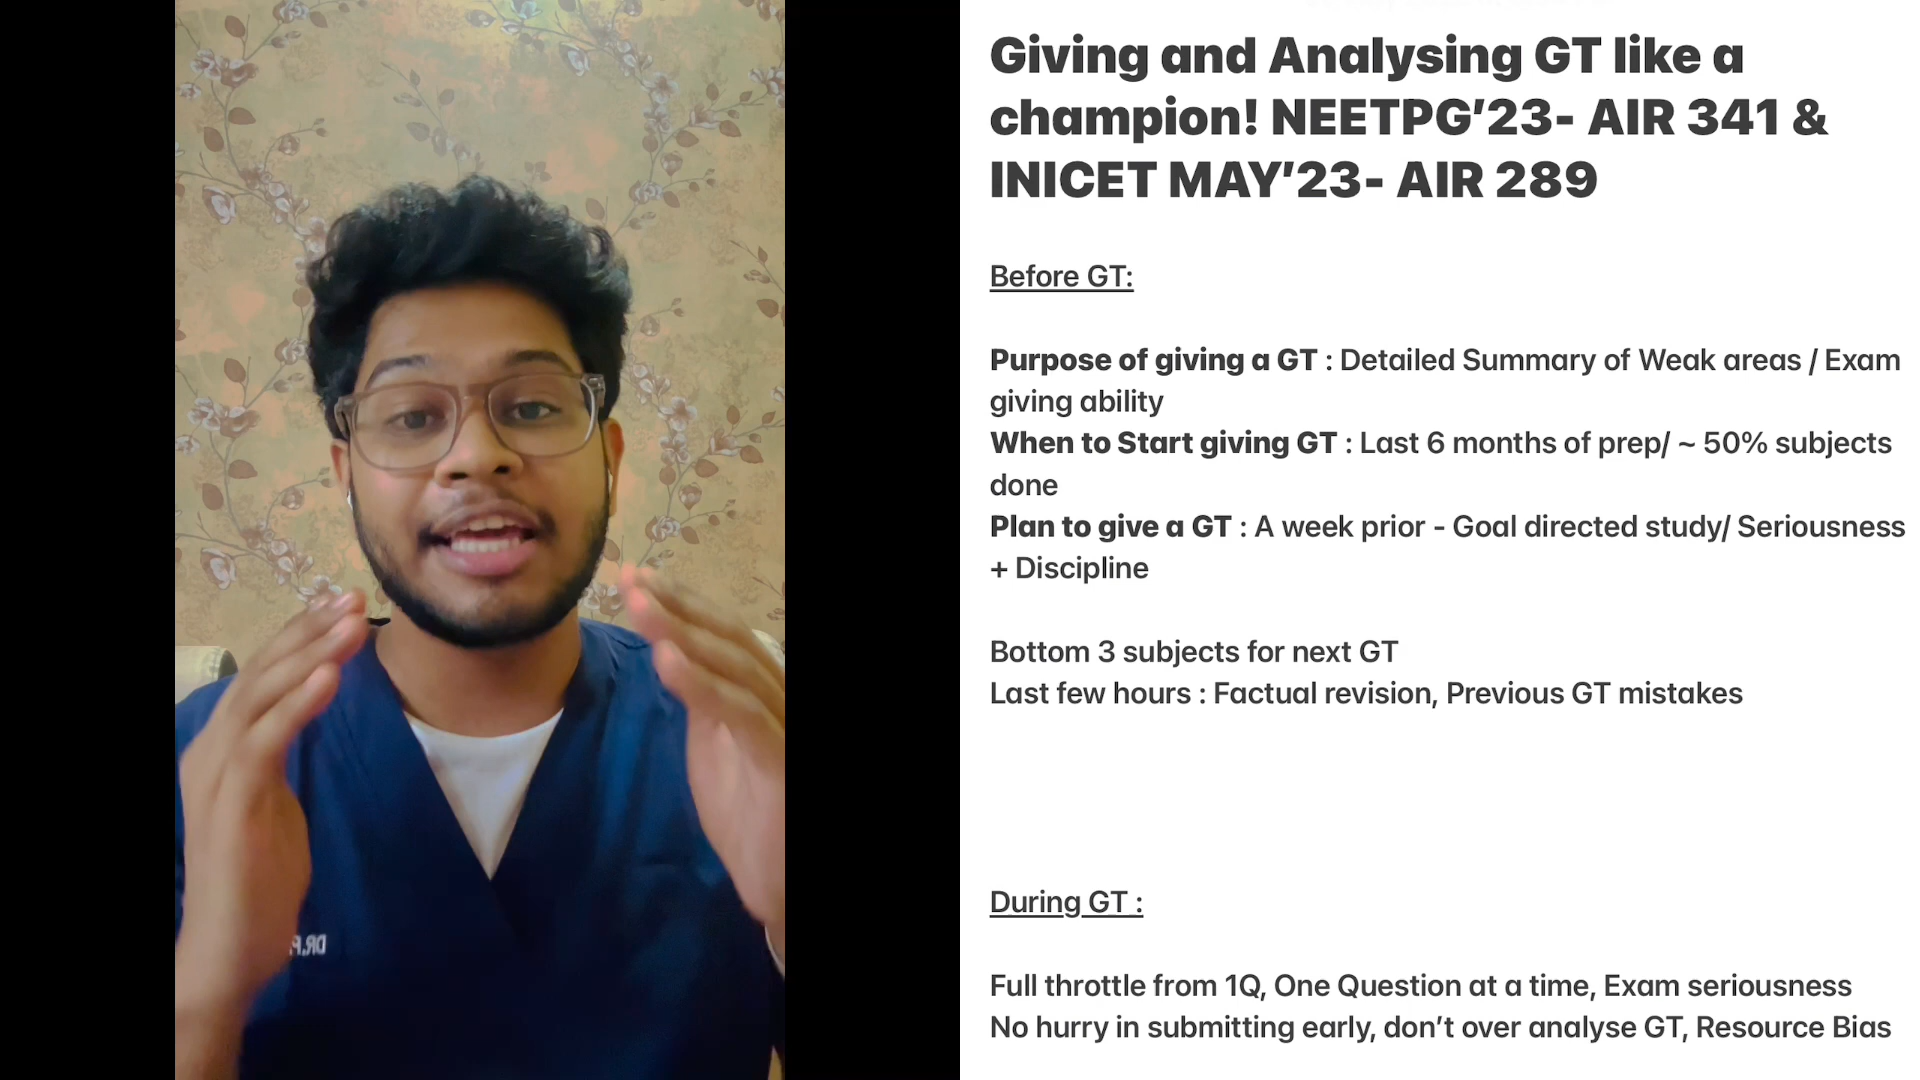 Giving and Analysing GT like a
champion! NEETPG’23- AIR 341 &
INICET MAY’23- AIR 289
Before GT:
Purpose of giving a GT : Detailed Summary of Weak areas / Exam
giving ability
When to Start giving GT : Last 6 months of prep/ ~ 50% subjects
done
Plan to give a GT : A week prior - Goal directed study/ Seriousness
+ Discipline
Bottom 3 subjects for next GT
Last few hours : Factual revision, Previous GT mistakes
During GT :
Full throttle from 1Q, One Question at a time, Exam seriousness
No hurry in submitting early, don’t over analyse GT, Resource Bias
DR.P